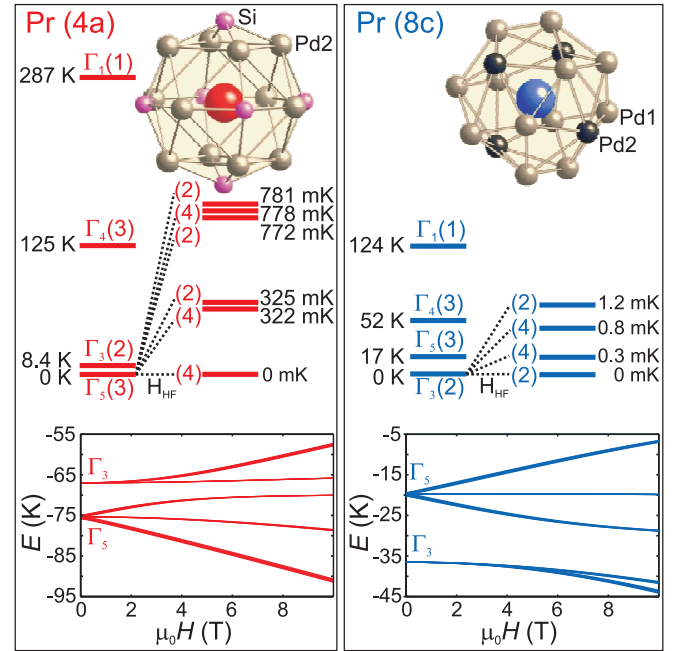 Pr (4a)
Si
Pd2
Γ₁(1)
287 K
(2)
781 mK
(4)
778 mK
(2)
772 mK
Γ₄(3)
125 K
(2)
325 mK
(4)
322 mK
8.4 K
Γ₃(2)
0 K
Γ₅(3)
H_HF
(4)
0 mK
-55
-65
-75
-85
-95
E (K)
Γ₃
Γ₅
0 2 4 6 8
μ₀H (T)
Pr (8c)
Pd1
Pd2
Γ₁(1)
124 K
Γ₄(3)
52 K
Γ₅(3)
17 K
0 K
Γ₃(2)
(2)
1.2 mK
(4)
0.8 mK
(4)
0.3 mK
H_HF
(2)
0 mK
-5
-15
-25
-35
-45
E (K)
Γ₅
Γ₃
0 2 4 6 8
μ₀H (T)